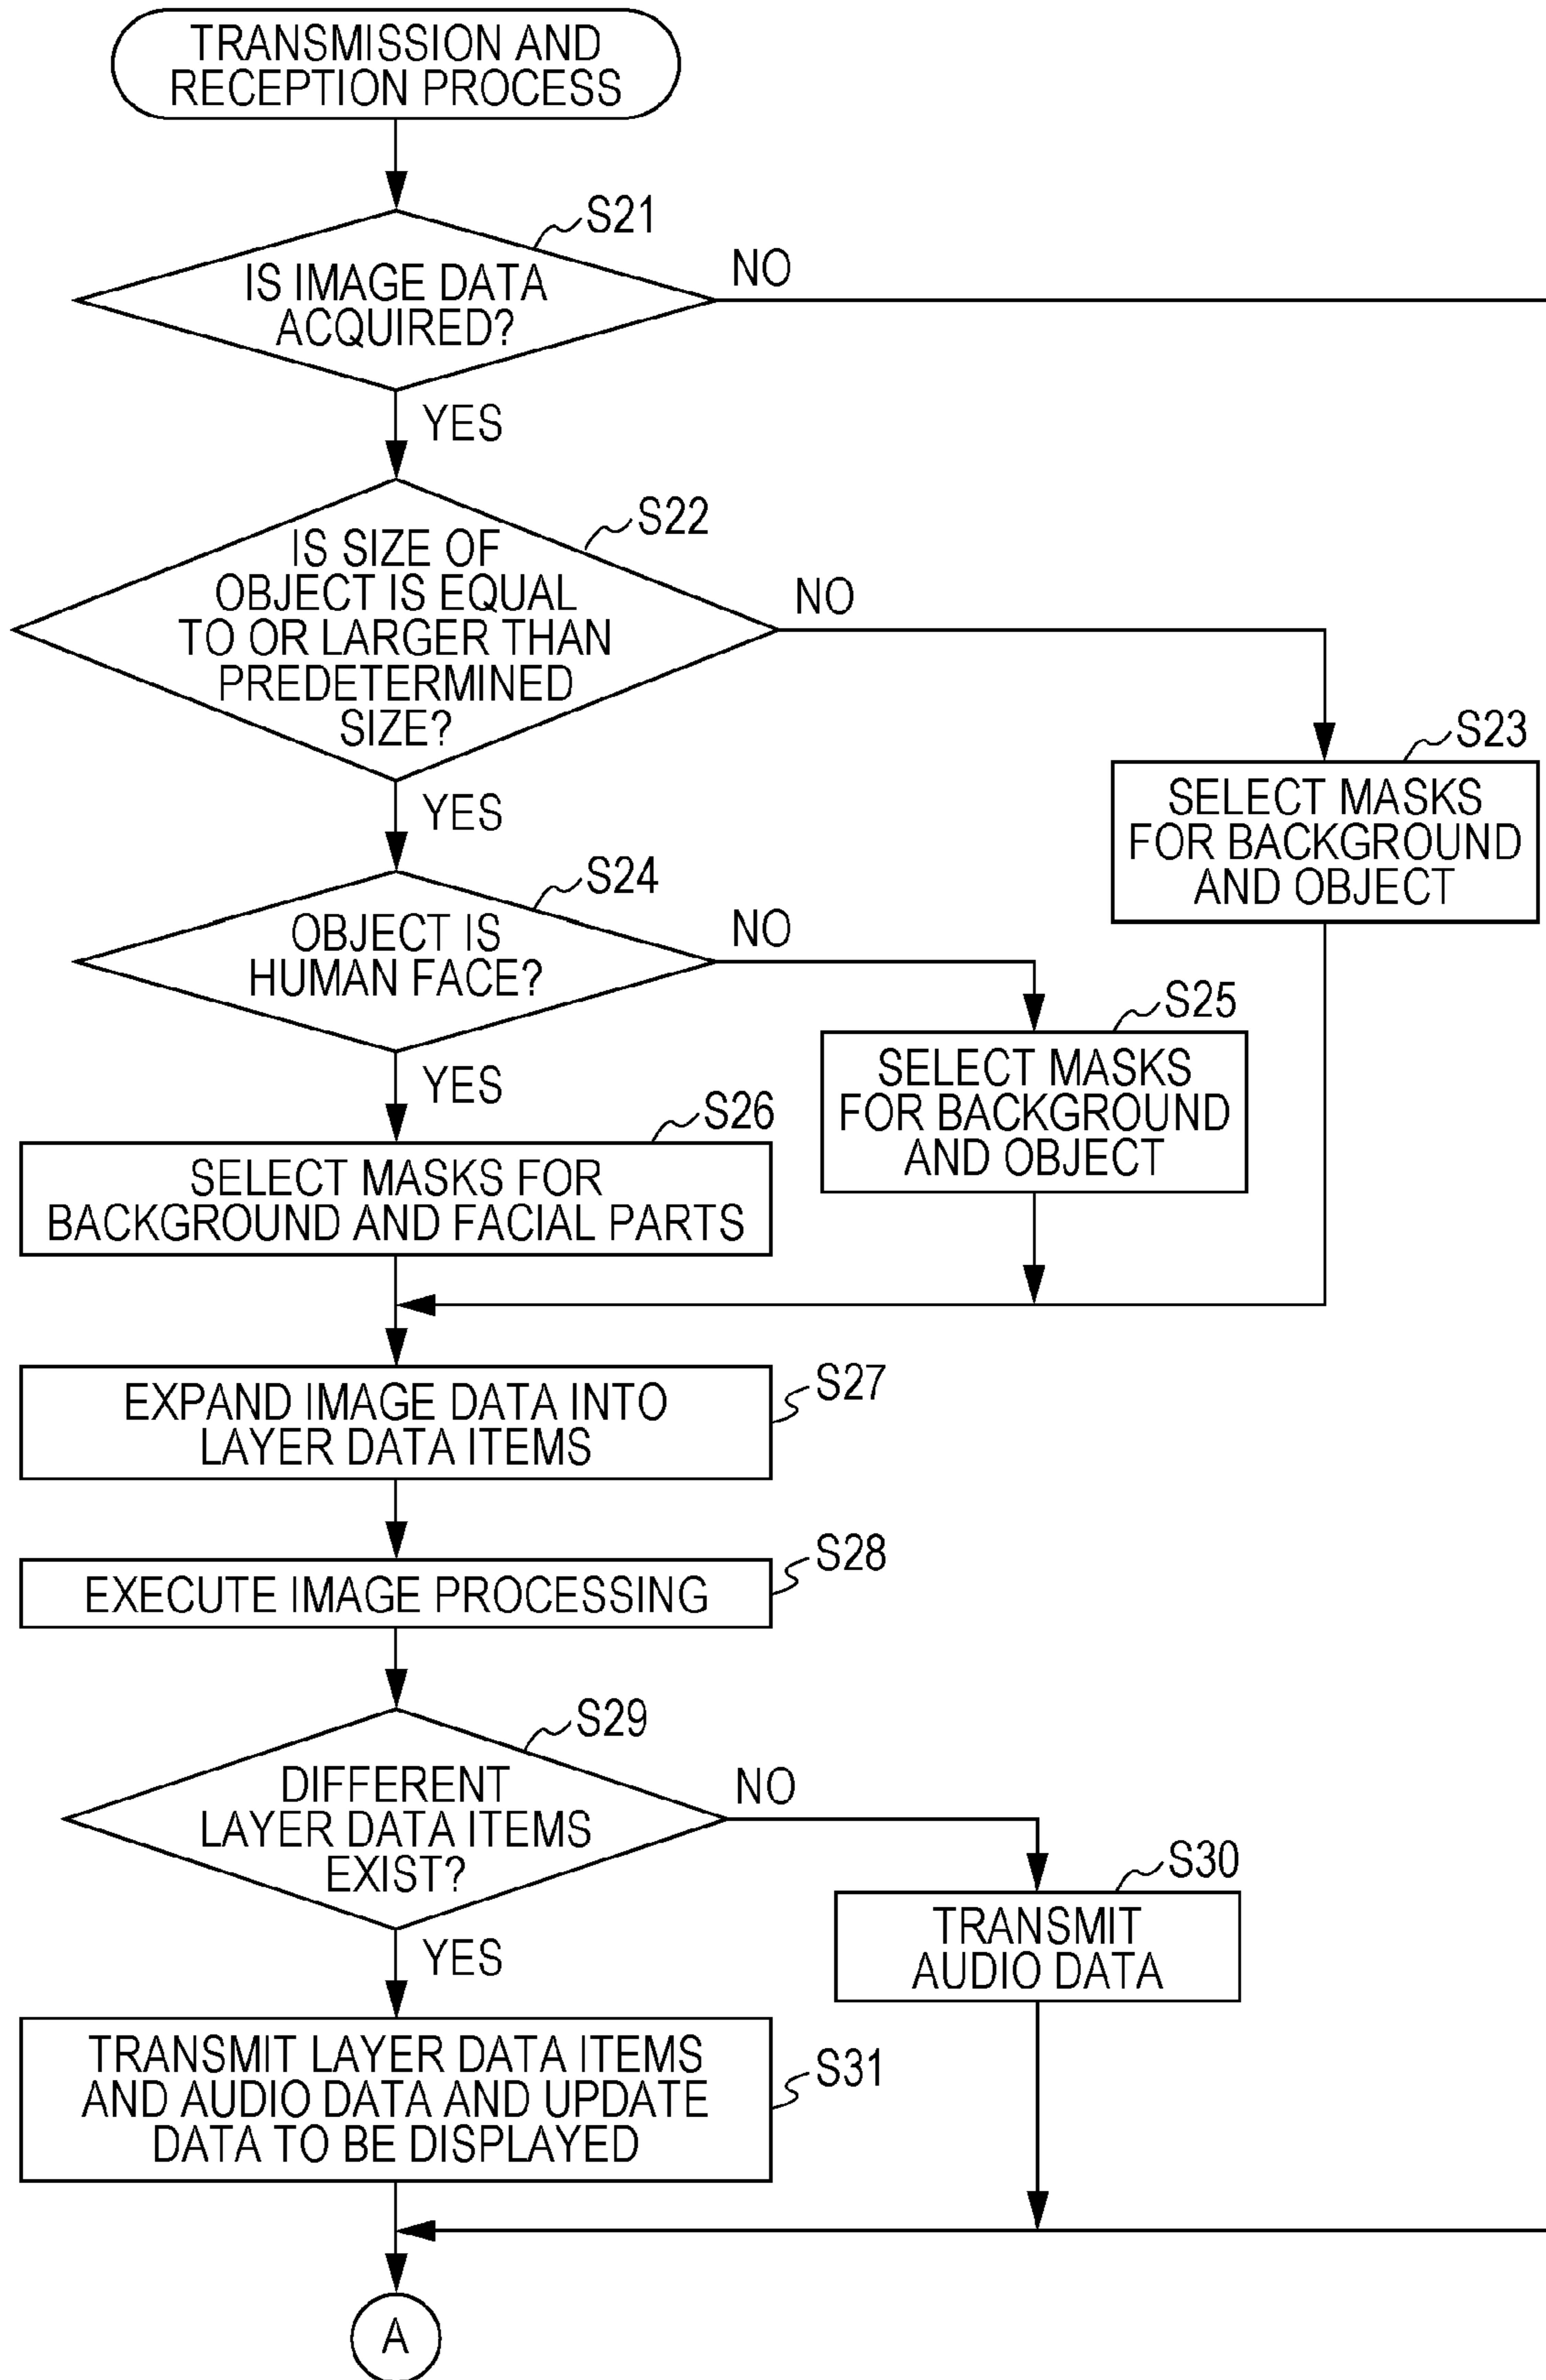 TRANSMISSION AND
RECEPTION PROCESS
S21
IS IMAGE DATA
ACQUIRED?
NO
YES
S22
IS SIZE OF
OBJECT IS EQUAL
TO OR LARGER THAN
PREDETERMINED
SIZE?
NO
YES
S23
SELECT MASKS
FOR BACKGROUND
AND OBJECT
S24
OBJECT IS
HUMAN FACE?
NO
YES
S25
SELECT MASKS
FOR BACKGROUND
AND OBJECT
S26
SELECT MASKS FOR
BACKGROUND AND FACIAL PARTS
S27
EXPAND IMAGE DATA INTO
LAYER DATA ITEMS
S28
EXECUTE IMAGE PROCESSING
S29
DIFFERENT
LAYER DATA ITEMS
EXIST?
NO
YES
S30
TRANSMIT
AUDIO DATA
S31
TRANSMIT LAYER DATA ITEMS
AND AUDIO DATA AND UPDATE
DATA TO BE DISPLAYED
A